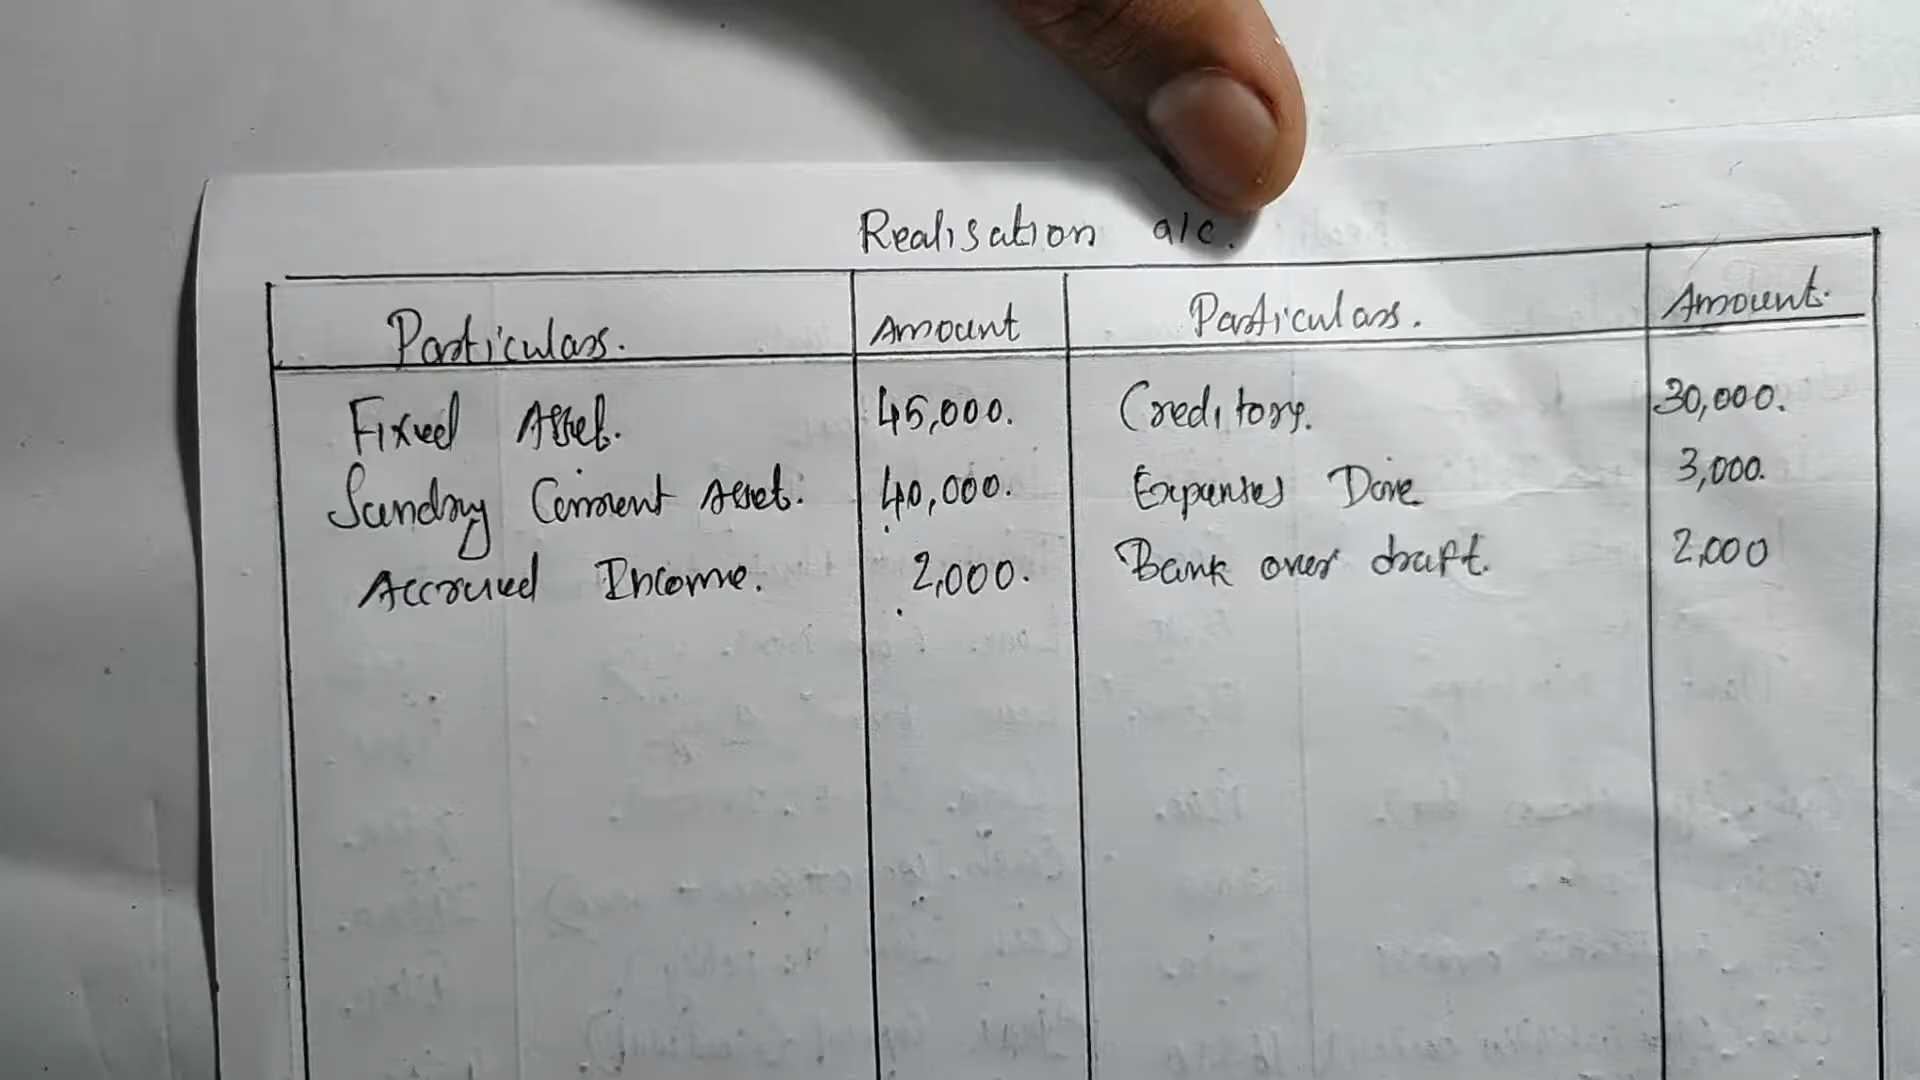 Realisation a/c.
Particulars. Amount Particulars. Amount.
Fixed Asset. 45,000. Creditors. 30,000.
Sundry Current Asset. 40,000. Expenses Due 3,000.
Accrued Income. 2,000. Bank over draft. 2,000